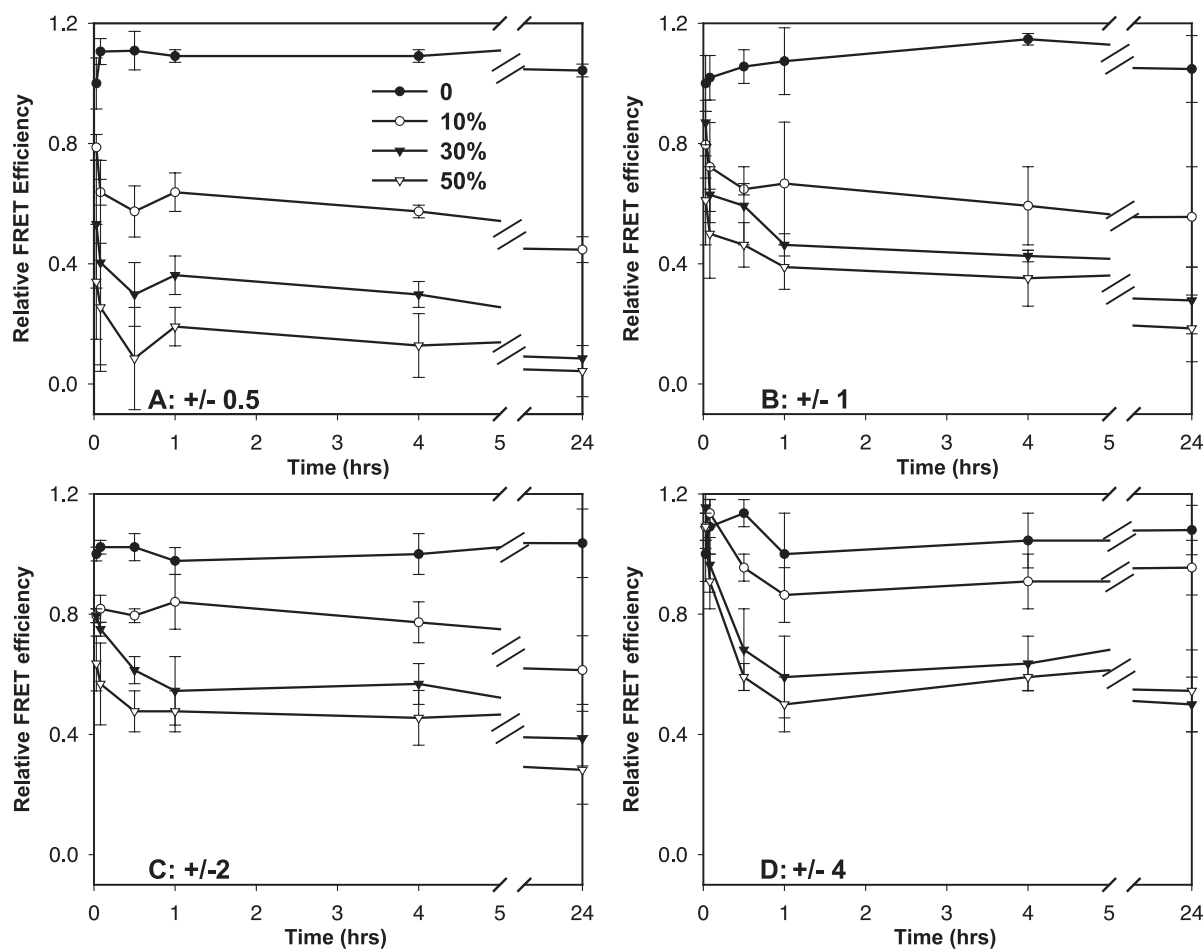 1.2
0.8
0.4
0.0
Relative FRET Efficiency
0
10%
30%
50%
A: +/- 0.5
0 1 2 3 4 5 24
Time (hrs)
1.2
0.8
0.4
0.0
Relative FRET efficiency
B: +/- 1
0 1 2 3 4 5 24
Time (hrs)
1.2
0.8
0.4
0.0
Relative FRET efficiency
C: +/-2
0 1 2 3 4 5 24
Time (hrs)
1.2
0.8
0.4
0.0
Relative FRET efficiency
D: +/- 4
0 1 2 3 4 5 24
Time (hrs)